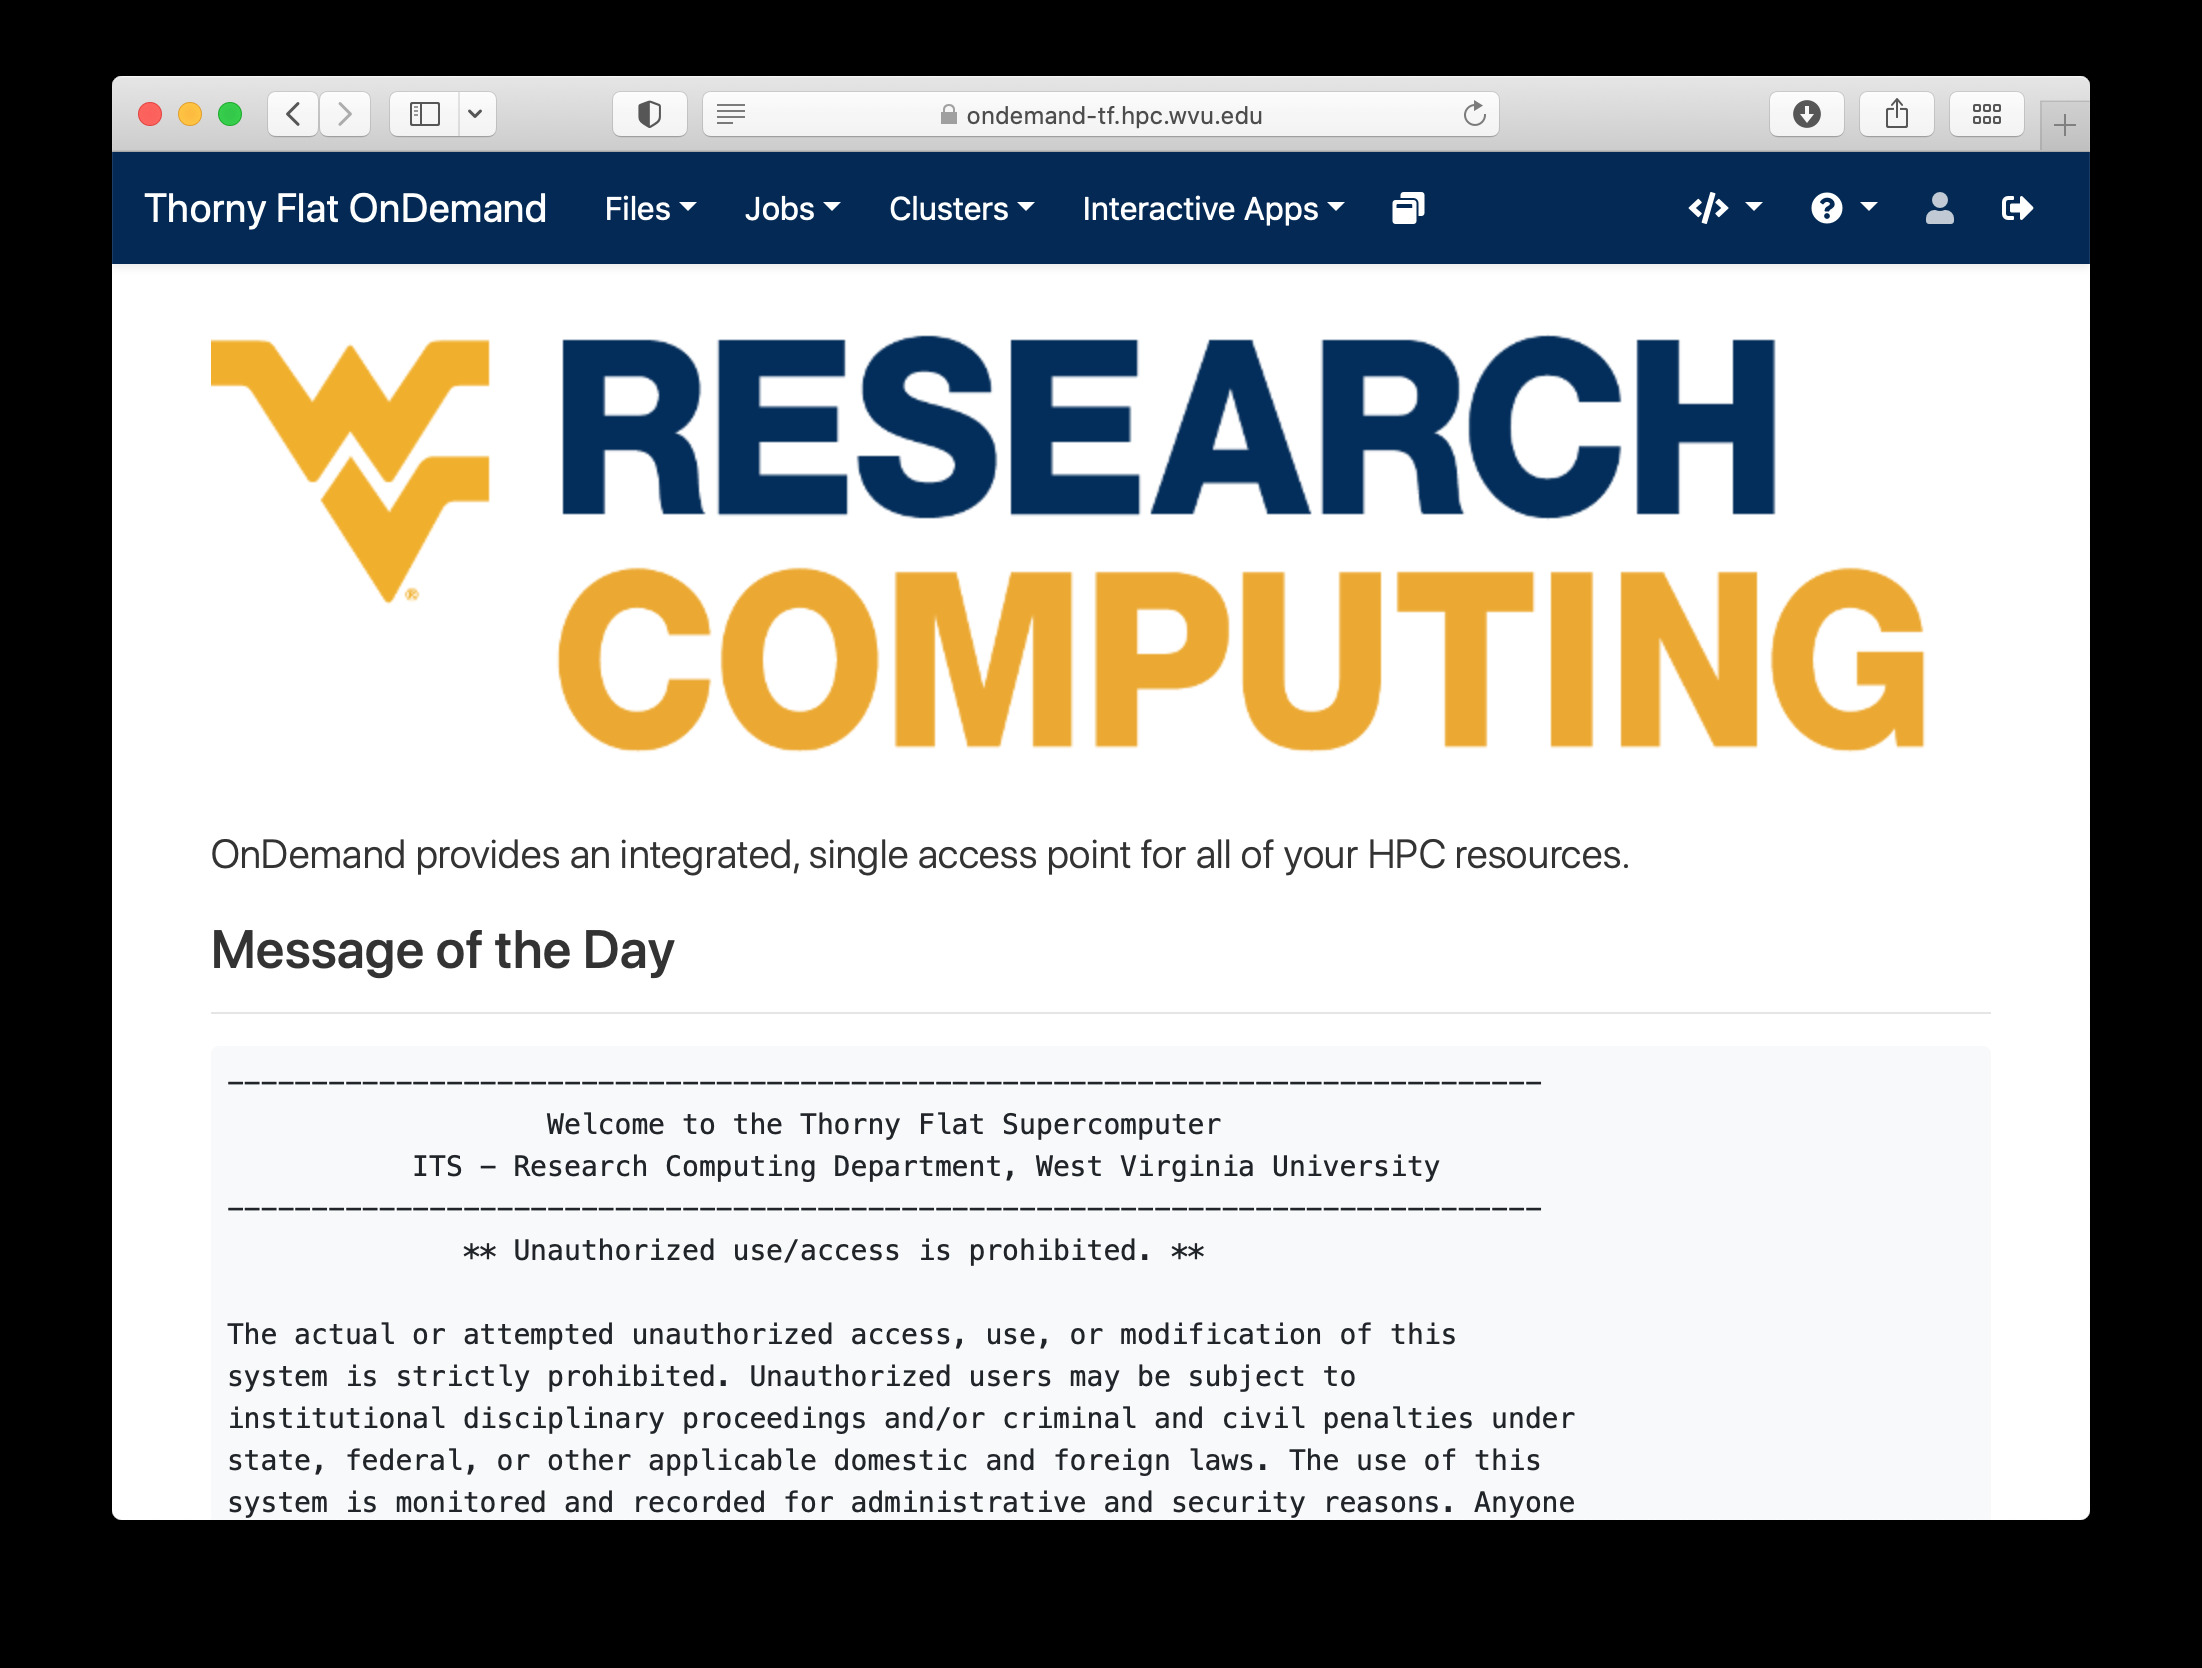 ondemand-tf.hpc.wvu.edu
Thorny Flat OnDemand Files Jobs Clusters Interactive Apps
WV RESEARCH
COMPUTING
®
OnDemand provides an integrated, single access point for all of your HPC resources.
Message of the Day
------------------------------------------------------------------------------
Welcome to the Thorny Flat Supercomputer
ITS - Research Computing Department, West Virginia University
------------------------------------------------------------------------------
** Unauthorized use/access is prohibited. **
The actual or attempted unauthorized access, use, or modification of this
system is strictly prohibited. Unauthorized users may be subject to
institutional disciplinary proceedings and/or criminal and civil penalties under
state, federal, or other applicable domestic and foreign laws. The use of this
system is monitored and recorded for administrative and security reasons. Anyone